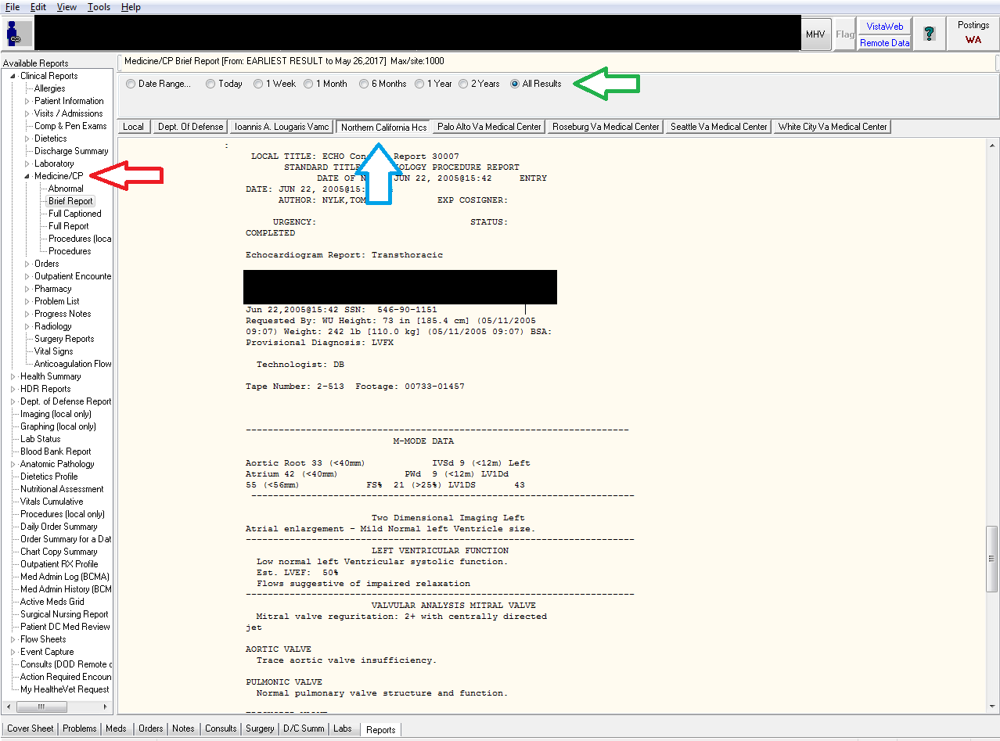 File Edit View Tools Help
MHV Flag VistaWeb Remote Data ? Postings WA
Available Reports
Clinical Reports
Allergies
Patient Information
Visits / Admissions
Comp & Pen Exams
Dietetics
Discharge Summary
Laboratory
Medicine/CP
Abnormal
Brief Report
Full Captioned
Full Report
Procedures (loca
Procedures
Orders
Outpatient Encounte
Pharmacy
Problem List
Progress Notes
Radiology
Surgery Reports
Vital Signs
Anticoagulation Flow
Health Summary
HDR Reports
Dept. of Defense Report
Imaging (local only)
Graphing (local only)
Lab Status
Blood Bank Report
Anatomic Pathology
Dietetics Profile
Nutritional Assessment
Vitals Cumulative
Procedures (local only)
Daily Order Summary
Order Summary for a Dat
Chart Copy Summary
Outpatient RX Profile
Med Admin Log (BCMA)
Med Admin History (BCM
Active Meds Grid
Surgical Nursing Report
Patient DC Med Review
Flow Sheets
Event Capture
Consults (DOD Remote
Action Required Encoun
My HealtheVet Request
Medicine/CP Brief Report [From: EARLIEST RESULT to May 26,2017] Max/site:1000
Date Range... Today 1 Week 1 Month 6 Months 1 Year 2 Years All Results
Local Dept. Of Defense Ioannis A. Lougaris Vamc Northern California Hcs Palo Alto Va Medical Center Roseburg Va Medical Center Seattle Va Medical Center White City Va Medical Center
:
LOCAL TITLE: ECHO Report 30007
STANDARD PROCEDURE REPORT
DATE OF JUN 22, 2005@15:42 ENTRY
DATE: JUN 22,
AUTHOR: EXP COSIGNER:
URGENCY: STATUS:
COMPLETED
Echocardiogram Report: Transthoracic
Jun 22,2005@15:42 SSN: 546-90-1151
Requested By: WU Height: 73 in [185.4 cm] (05/11/2005
09:07) Weight: 242 lb [110.0 kg] (05/11/2005 09:07) BSA:
Provisional Diagnosis: LVFX
Technologist: DB
Tape Number: 2-513 Footage: 00733-01457
----------------------------------------------------------------------
M-MODE DATA
Aortic Root 33 (<40mm) IVSd 9 (<12m) Left
Atrium 42 (<40mm) PWd 9 (<12m) LV1Dd
55 (<56mm) FS% 21 (>25%) LV1DS 43
----------------------------------------------------------------------
Two Dimensional Imaging Left
Atrial enlargement - Mild Normal left Ventricle size.
-----------------------------------------------------------------------
LEFT VENTRICULAR FUNCTION
Low normal left Ventricular systolic function.
Est. LVEF: 50%
Flows suggestive of impaired relaxation
-----------------------------------------------------------------------
VALVULAR ANALYSIS MITRAL VALVE
Mitral valve reguritation: 2+ with centrally directed
jet
AORTIC VALVE
Trace aortic valve insufficiency.
PULMONIC VALVE
Normal pulmonary valve structure and function.
Cover Sheet Problems Meds Orders Notes Consults Surgery D/C Summ Labs Reports